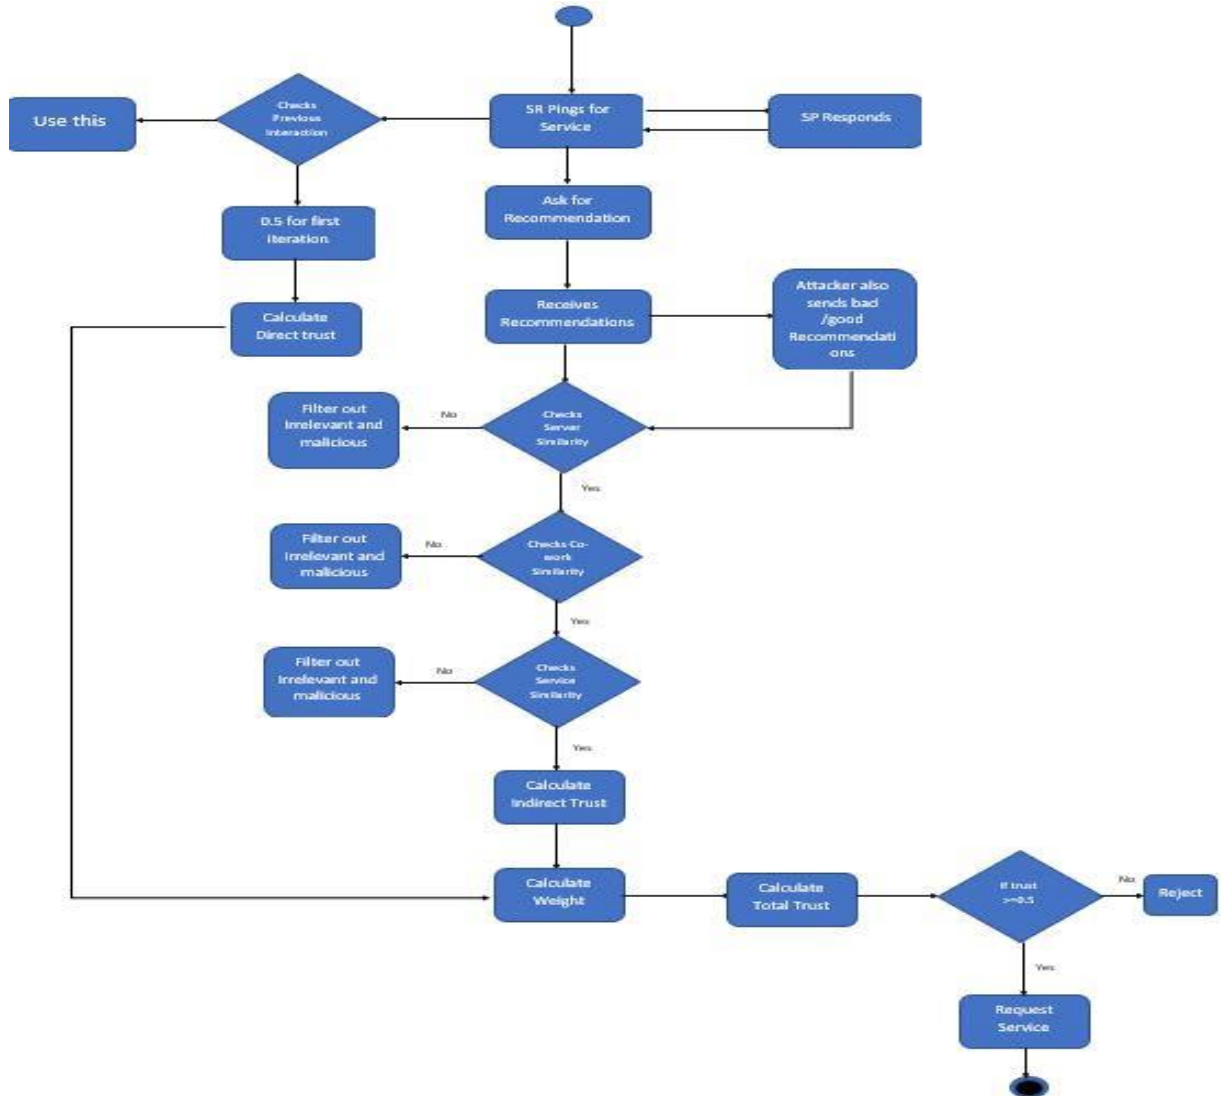 Checks
Previous
Interaction
Use this
SR Pings for
Service
SP Responds
Ask for
Recommendation
0.5 for first
iteration
Receives
Recommendations
Attacker also
sends bad
/good
Recommendati
ons
Calculate
Direct trust
Filter out
Irrelevant and
malicious
No
Checks
Server
Similarity
Yes
Filter out
Irrelevant and
malicious
No
Checks Co-
work
Similarity
Yes
Filter out
Irrelevant and
malicious
No
Checks
Service
Similarity
Yes
Calculate
Indirect Trust
Calculate
Weight
Calculate
Total Trust
If trust
>=0.5
No
Reject
Yes
Request
Service